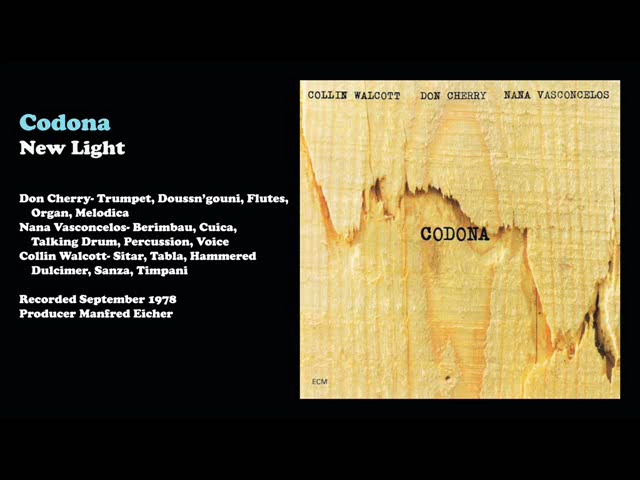 Codona
New Light
Don Cherry- Trumpet, Doussn'gouni, Flutes,
Organ, Melodica
Nana Vasconcelos- Berimbau, Cuica,
Talking Drum, Percussion, Voice
Collin Walcott- Sitar, Tabla, Hammered
Dulcimer, Sanza, Timpani
Recorded September 1978
Producer Manfred Eicher
COLLIN WALCOTT DON CHERRY NANA VASCONCELOS
CODONA
ECM